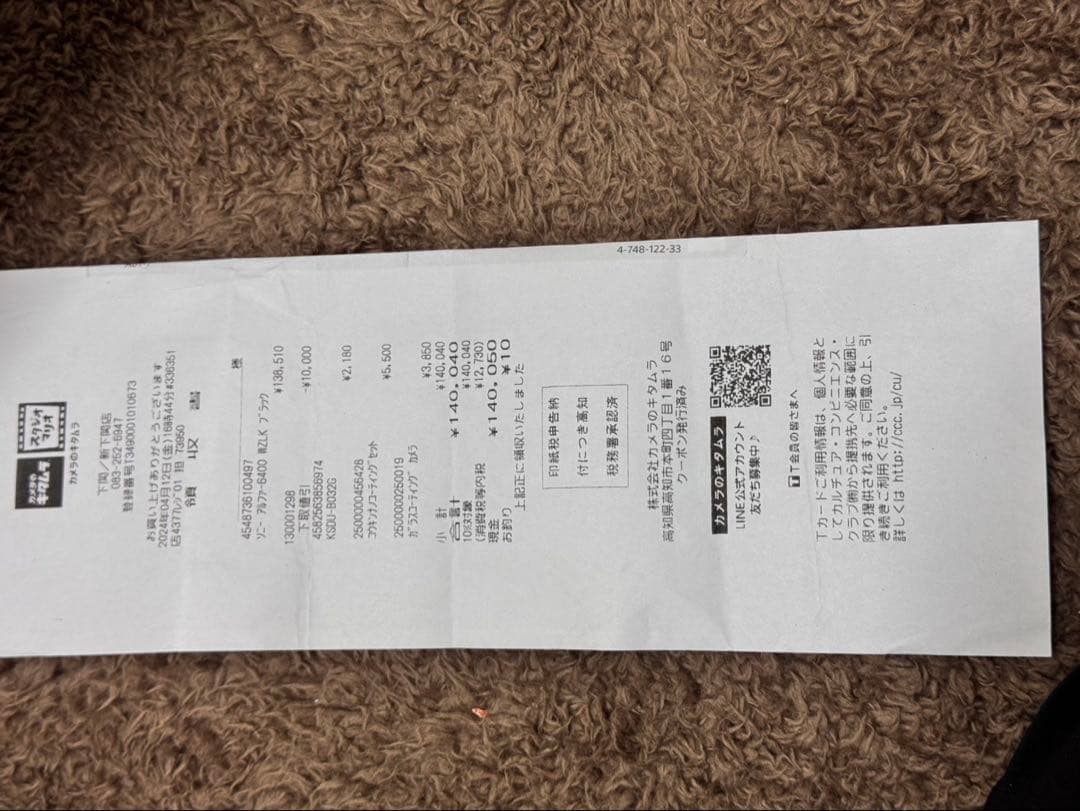 カメラの
キタムラ
スタジオ
マリオ
カメラのキタムラ
下関/新下関店
083-252-6947
登録番号T3490001010673
お買い上げありがとうございます
2024年04月12日(金)16時44分#338351
店4377ﾚｼﾞ01 担 73950
領 収 書
様
4548736100497
ｿﾆｰ ｱﾙﾌｧｰ6400 WZLK ﾌﾞﾗｯｸ
¥138,510
130001298
下取値引
-¥10,000
4582563856974
KSDU-B032G
¥2,180
2500000456428
ｺｳｷﾝﾅﾉｺｰﾃｨﾝｸﾞｾｯﾄ
¥5,500
2500000250019
ｶﾞﾗｽｺｰﾃｨﾝｸﾞ ｶﾒﾗ
¥3,850
小 計 ¥140,040
合 計 ¥140,040
10%対象 ¥140,040
(消費税等内税 ¥12,730)
現金 ¥140,050
お釣り ¥10
上記正に領収いたしました
印紙税申告納
付につき高知
税務署承認済
株式会社カメラのキタムラ
高知県高知市本町四丁目1番16号
クーポン発行済み
カメラのキタムラ
LINE公式アカウント
友だち募集中♪
T会員の皆さまへ
Tカードご利用情報は、個人情報と
してカルチュア・コンビニエンス・
クラブ㈱から提携先へ必要な範囲に
限り提供されます。ご同意の上、引
き続きご利用ください。
詳しくは http://ccc.jp/cu/
4-748-122-33